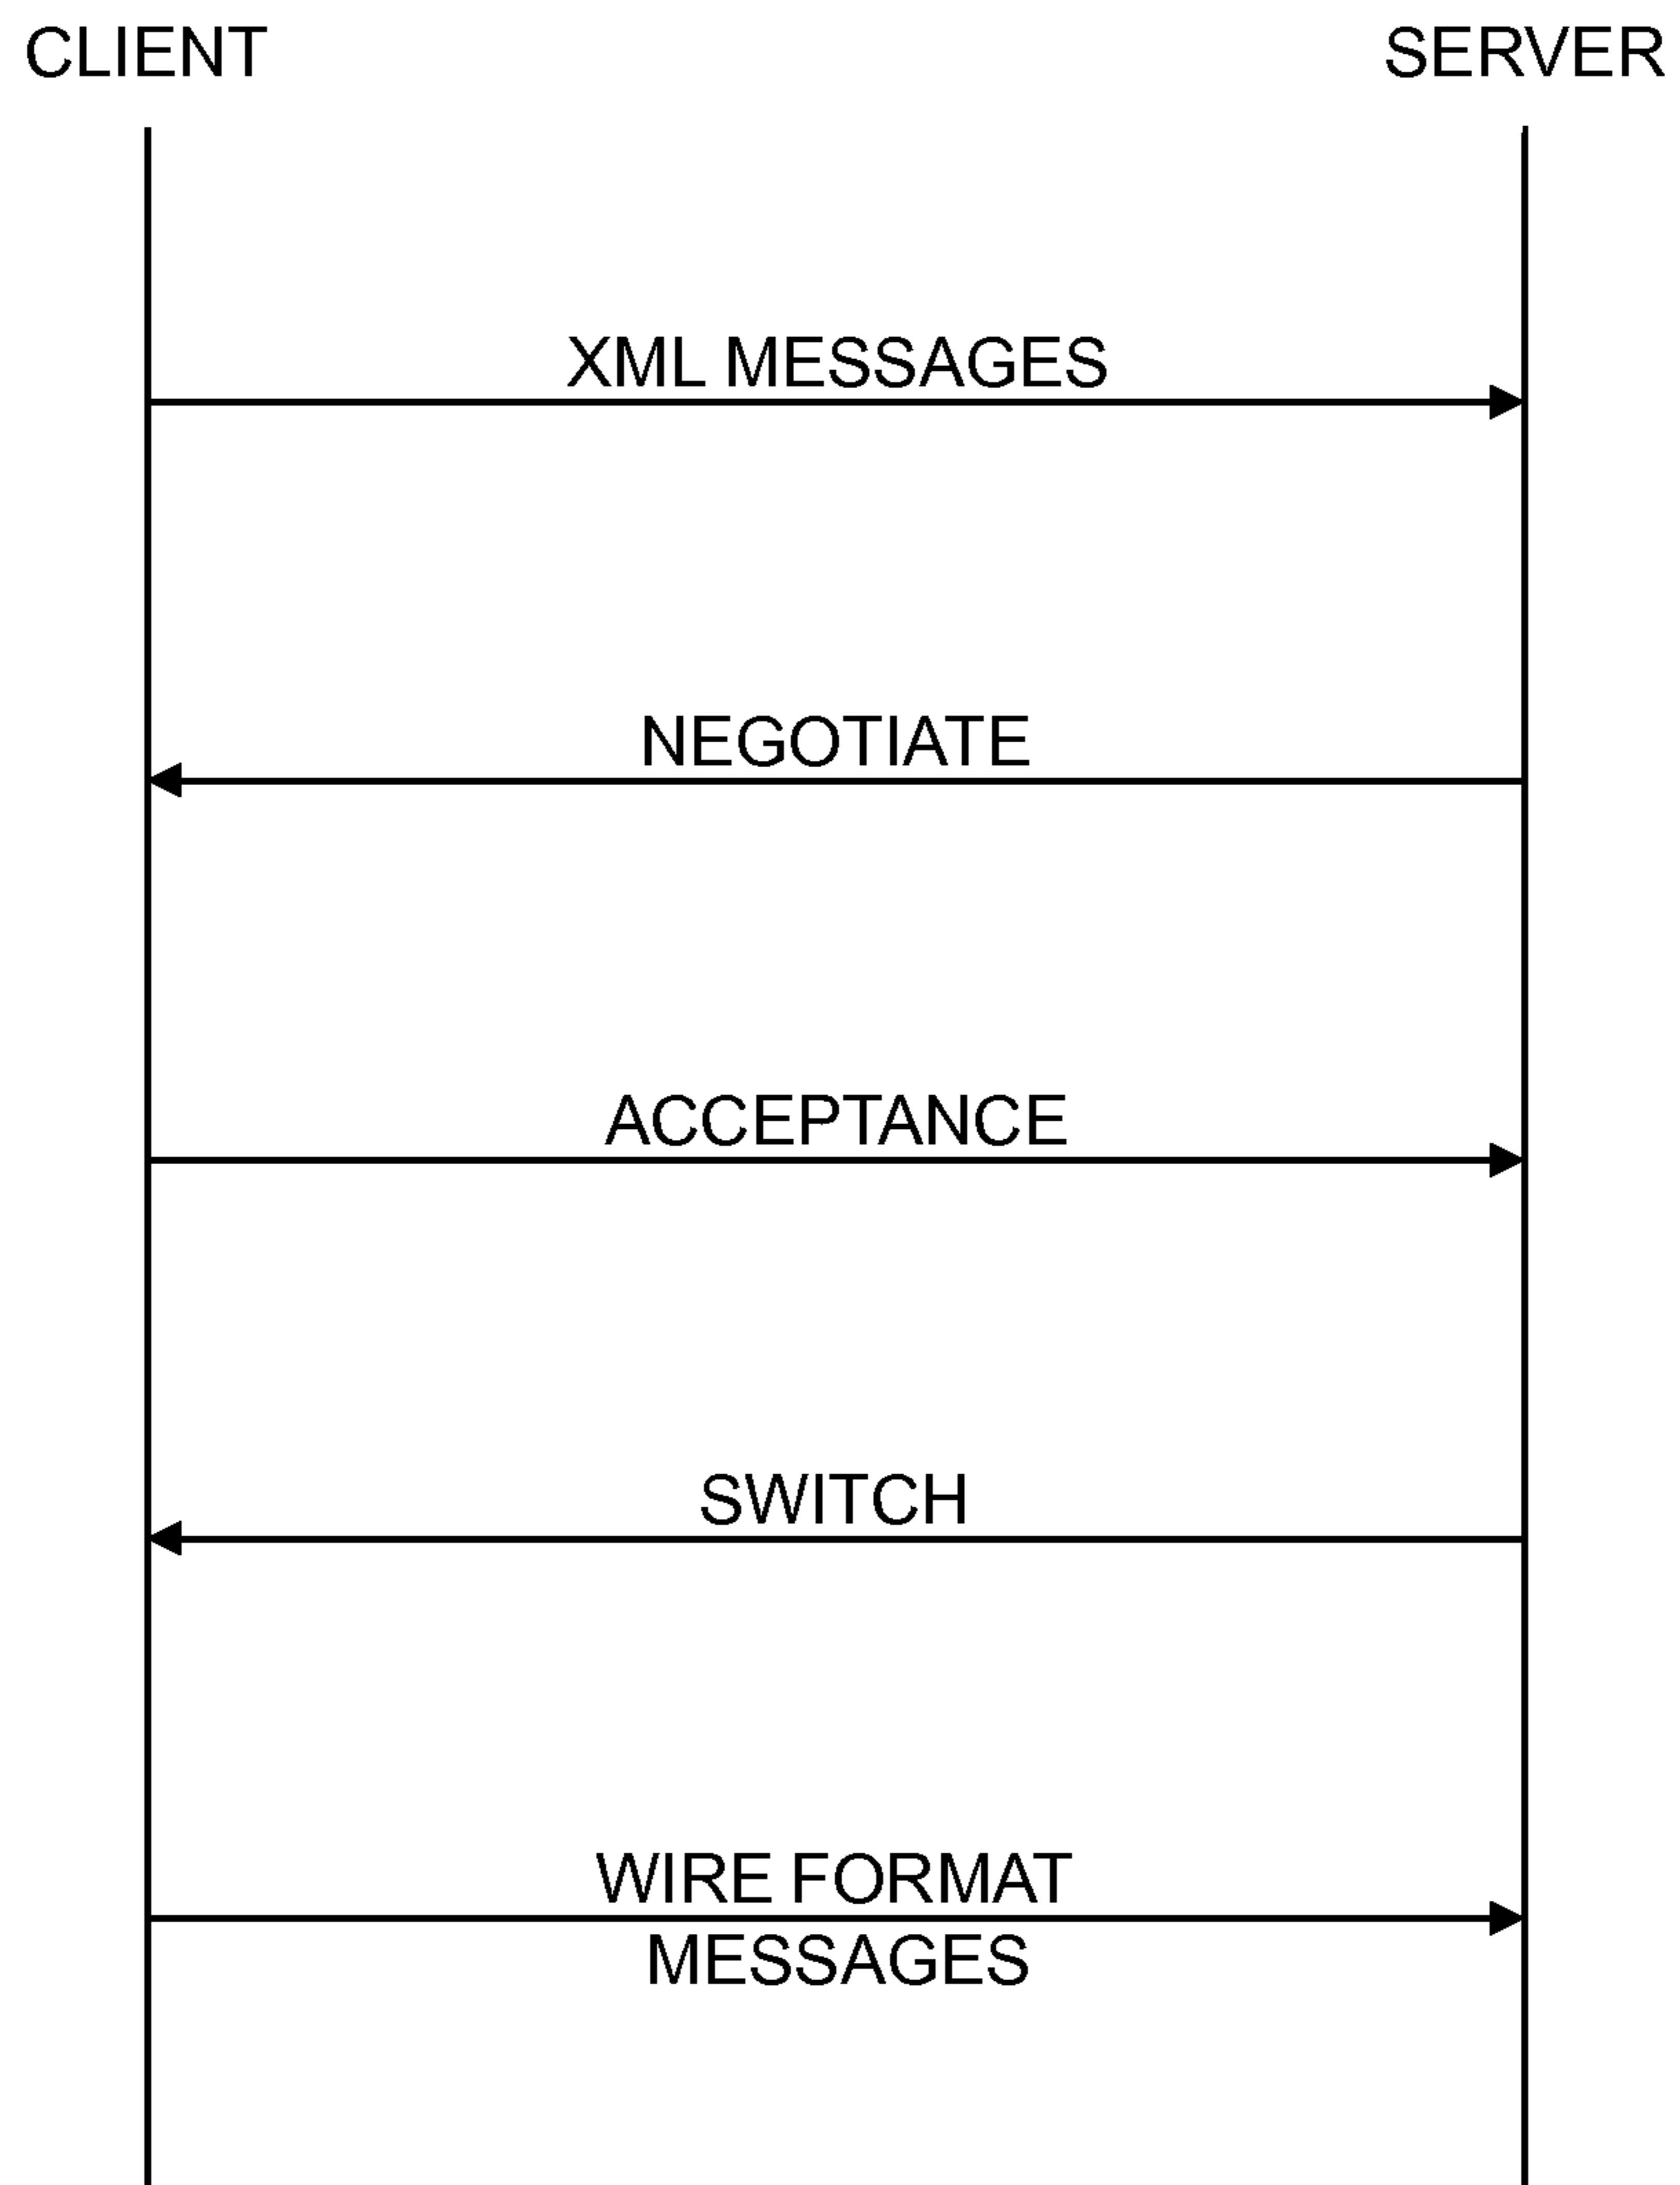 CLIENT SERVER
XML MESSAGES
NEGOTIATE
ACCEPTANCE
SWITCH
WIRE FORMAT
MESSAGES